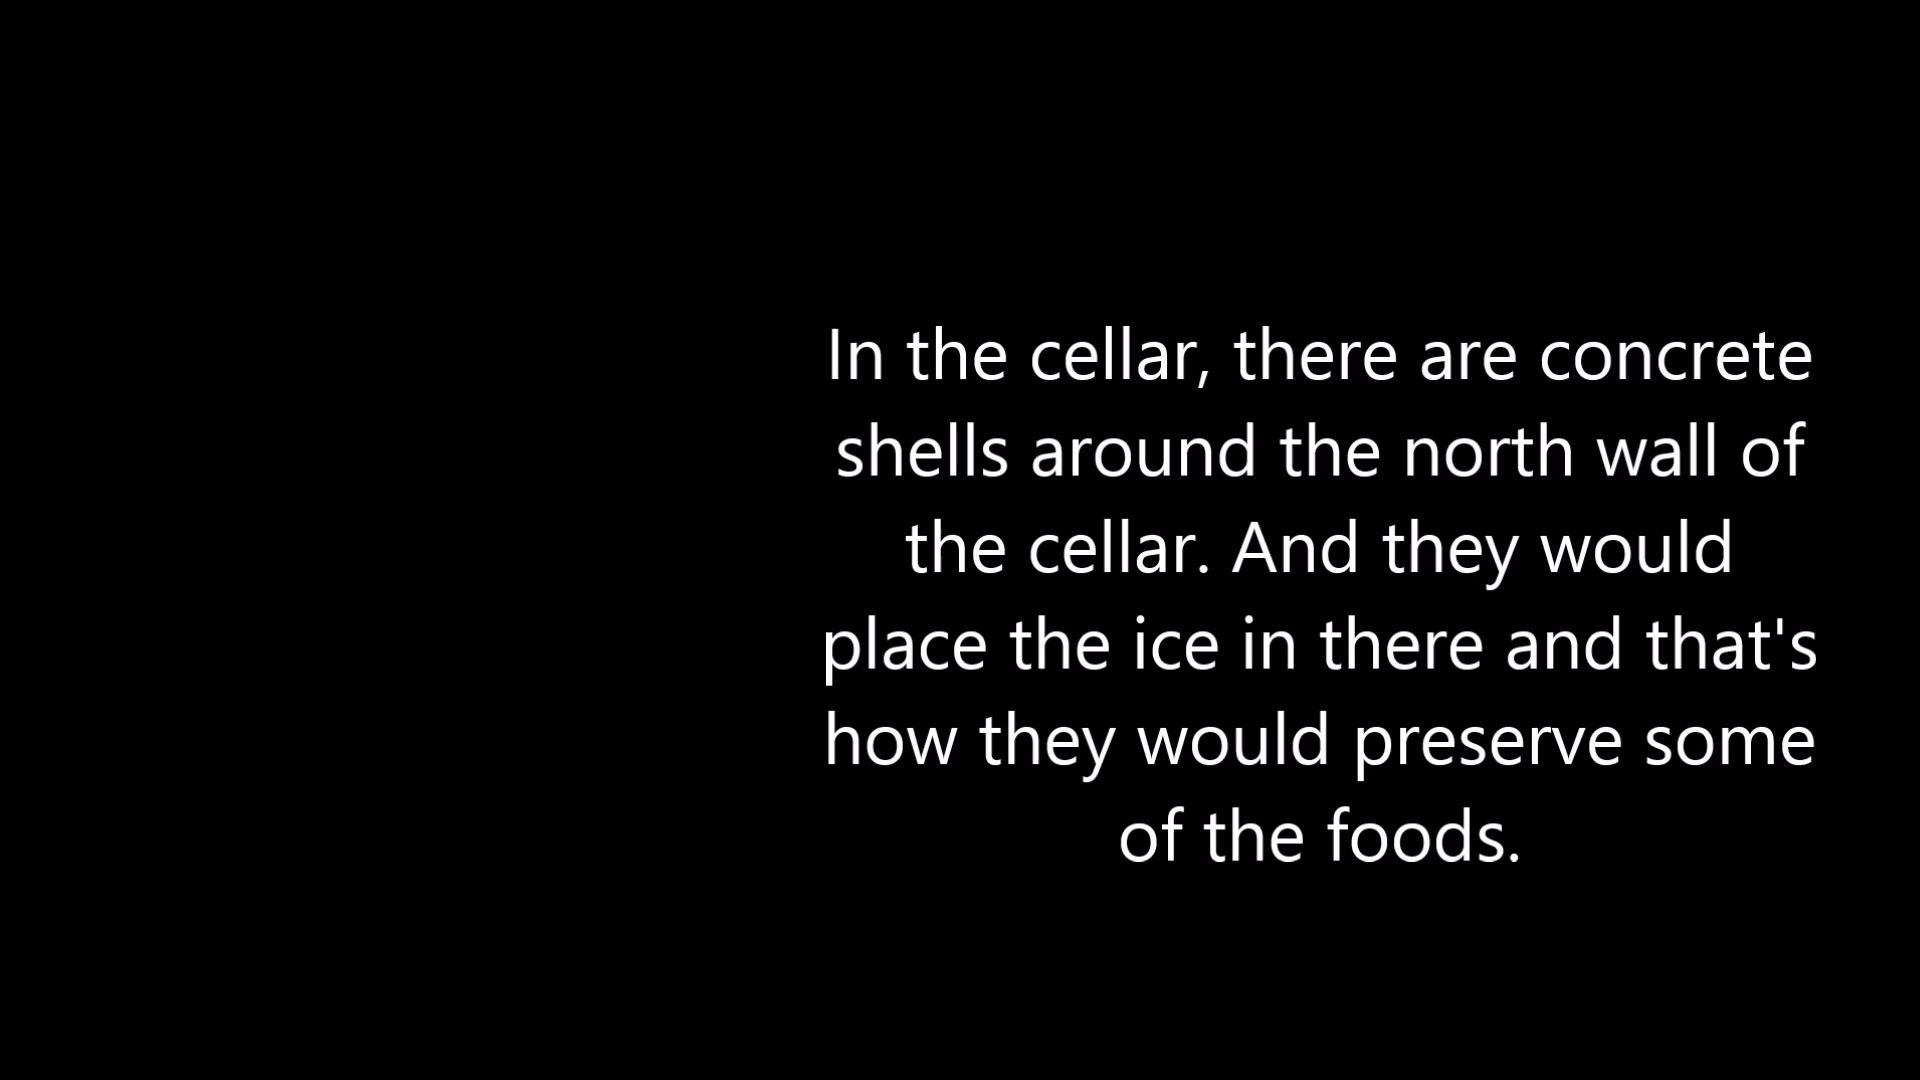 In the cellar, there are concrete
shells around the north wall of
the cellar. And they would
place the ice in there and that's
how they would preserve some
of the foods.